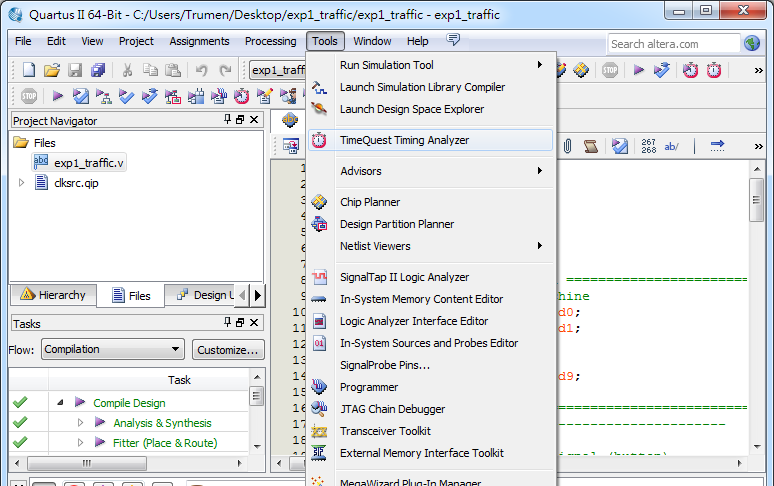 Quartus II 64-Bit - C:/Users/Trumen/Desktop/exp1_traffic/exp1_traffic - exp1_traffic
File Edit View Project Assignments Processing Tools Window Help Search altera.com
exp1_traff
Project Navigator
Files
exp1_traffic.v
clksrc.qip
Hierarchy Files Design U
Tasks
Flow: Compilation Customize...
Task
Compile Design
Analysis & Synthesis
Fitter (Place & Route)
Run Simulation Tool
Launch Simulation Library Compiler
Launch Design Space Explorer
TimeQuest Timing Analyzer
Advisors
Chip Planner
Design Partition Planner
Netlist Viewers
SignalTap II Logic Analyzer
In-System Memory Content Editor
Logic Analyzer Interface Editor
In-System Sources and Probes Editor
SignalProbe Pins...
Programmer
JTAG Chain Debugger
Transceiver Toolkit
External Memory Interface Toolkit
MegaWizard Plug-In Manager
267
268 ab/
1
2
3
4
5
6
7
8 ==========================
9 hine
10 d0;
11 d1;
12
13
14 d9;
15
16 ==========================
17 ---------------------
18 ignal (button)